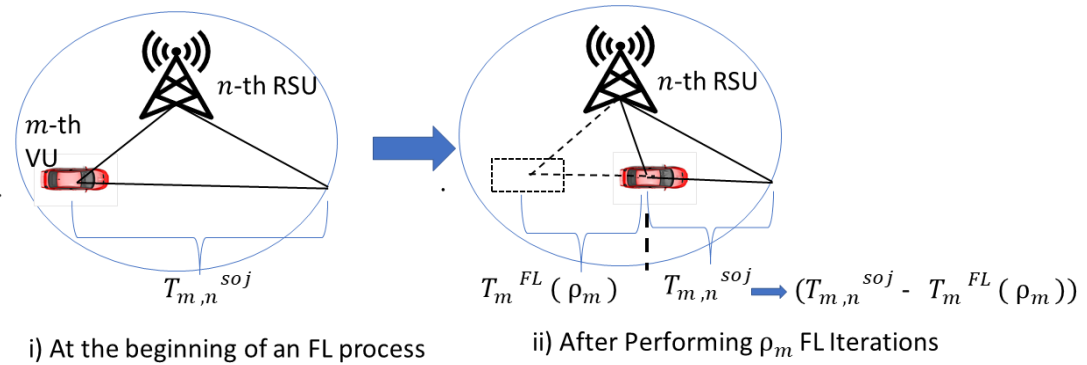 n-th RSU
m-th
VU
T_{m,n}^{soj}
i) At the beginning of an FL process
n-th RSU
T_m^{FL}(ρ_m) T_{m,n}^{soj} (T_{m,n}^{soj} - T_m^{FL}(ρ_m))
ii) After Performing ρ_m FL Iterations